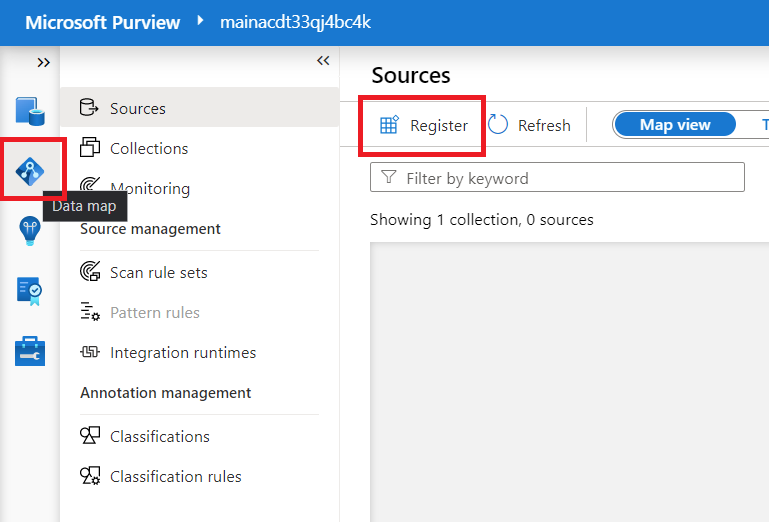 Microsoft Purview mainacdt33qj4bc4k
Sources
Collections
Monitoring
Data map
Source management
Scan rule sets
Pattern rules
Integration runtimes
Annotation management
Classifications
Classification rules
Sources
Register Refresh Map view T
Filter by keyword
Showing 1 collection, 0 sources